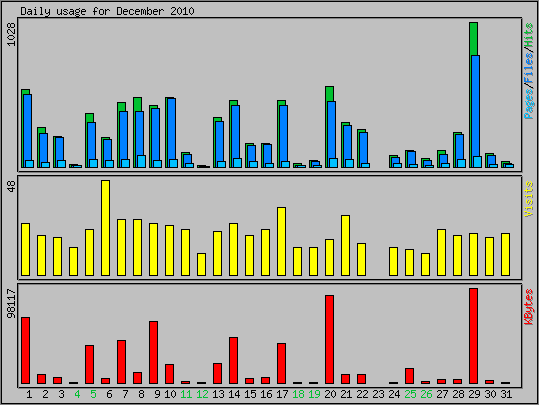 Daily usage for December 2010
1028
Pages/Files/Hits
48
Visits
98117
KBytes
1 2 3 4 5 6 7 8 9 10 11 12 13 14 15 16 17 18 19 20 21 22 23 24 25 26 27 28 29 30 31